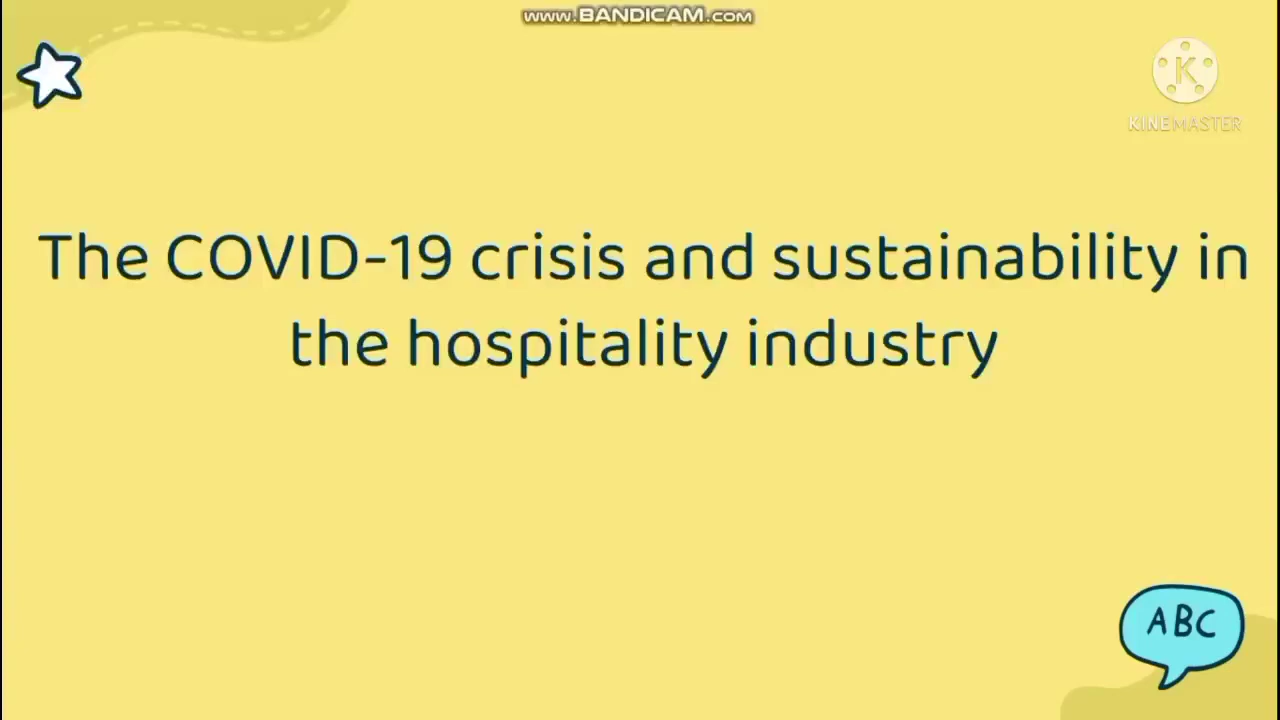 www.BANDICAM.com
KINEMASTER
The COVID-19 crisis and sustainability in
the hospitality industry
ABC